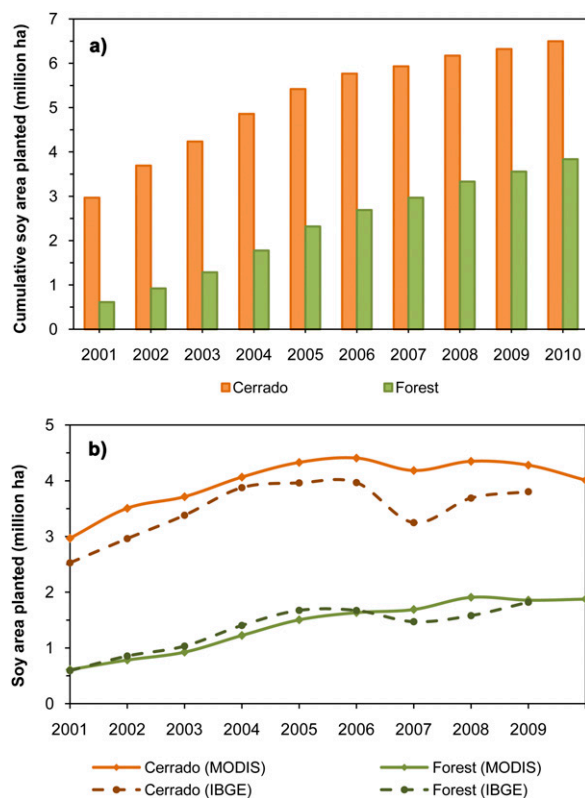 a)
Cumulative soy area planted (million ha)
7
6
5
4
3
2
1
0
2001 2002 2003 2004 2005 2006 2007 2008 2009 2010
Cerrado Forest
b)
Soy area planted (million ha)
5
4
3
2
1
0
2001 2002 2003 2004 2005 2006 2007 2008 2009
Cerrado (MODIS) Forest (MODIS)
Cerrado (IBGE) Forest (IBGE)